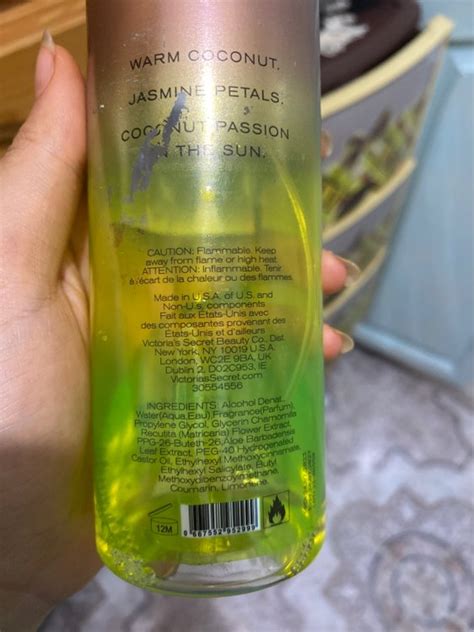 WARM COCONUT,
JASMINE PETALS,
COCONUT PASSION
THE SUN.
CAUTION: Flammable. Keep
away from flame or high heat.
ATTENTION: Inflammable. Tenir
à l'écart de la chaleur ou des flammes.
Made in U.S.A. of U.S. and
Non-U.S. components
Fait aux États-Unis avec
des composantes provenant des
États-Unis et d'ailleurs
Victoria's Secret Beauty Co., Dist.
New York, NY 10019 U.S.A.
London, WC2E 9BA, UK
Dublin 2, D02C953, IE
VictoriasSecret.com
30554556
INGREDIENTS: Alcohol Denat.,
Water(Aqua,Eau) Fragrance(Parfum),
Propylene Glycol, Glycerin Chamomilla
Recutita (Matricaria) Flower Extract,
PPG-26-Buteth-26, Aloe Barbadensis
Leaf Extract, PEG-40 Hydrogenated
Castor Oil, Ethylhexyl Methoxycinnamate,
Ethylhexyl Salicylate, Butyl
Methoxydibenzoylmethane,
Coumarin, Limonene.
12M